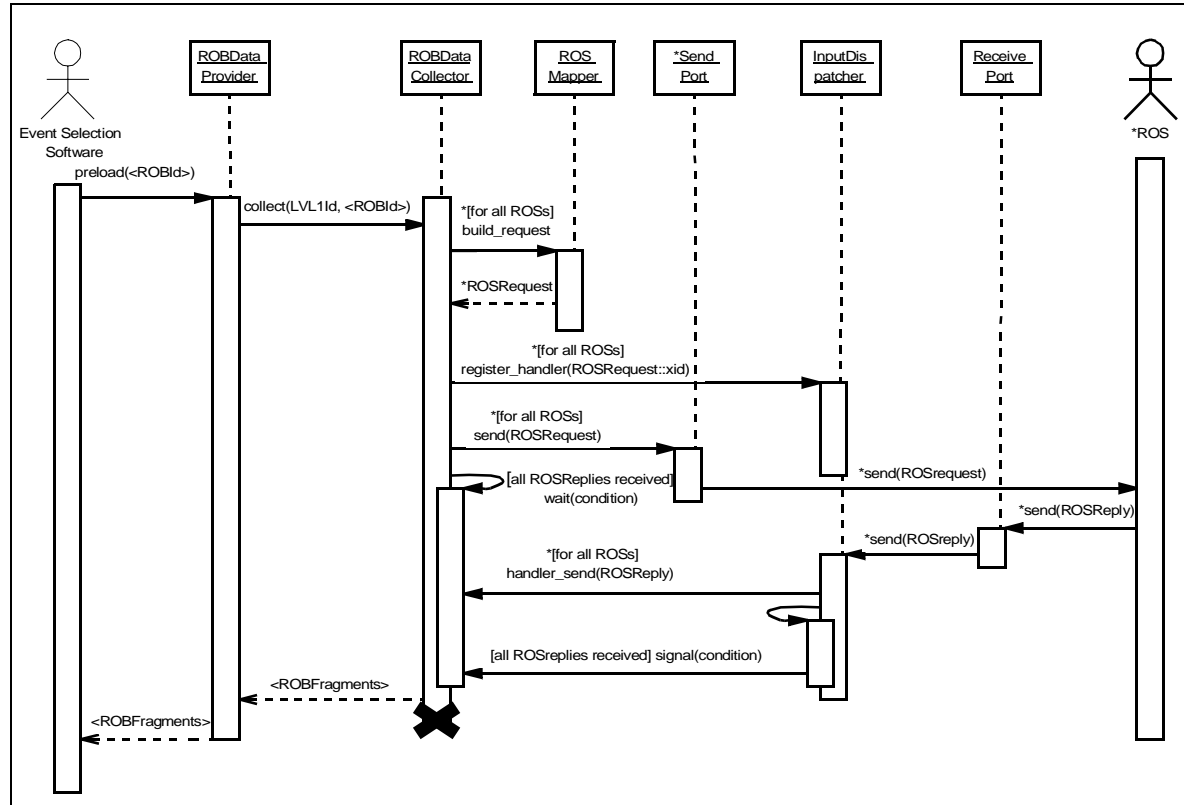 ROBData
Provider
ROBData
Collector
ROS
Mapper
*Send
Port
InputDis
patcher
Receive
Port
Event Selection
Software
*ROS
preload(<ROBId>)
collect(LVL1Id, <ROBId>)
*[for all ROSs]
build_request
*ROSRequest
*[for all ROSs]
register_handler(ROSRequest::xid)
*[for all ROSs]
send(ROSRequest)
[all ROSReplies received]
wait(condition)
*send(ROSrequest)
*send(ROSReply)
*send(ROSreply)
*[for all ROSs]
handler_send(ROSReply)
[all ROSreplies received] signal(condition)
<ROBFragments>
<ROBFragments>